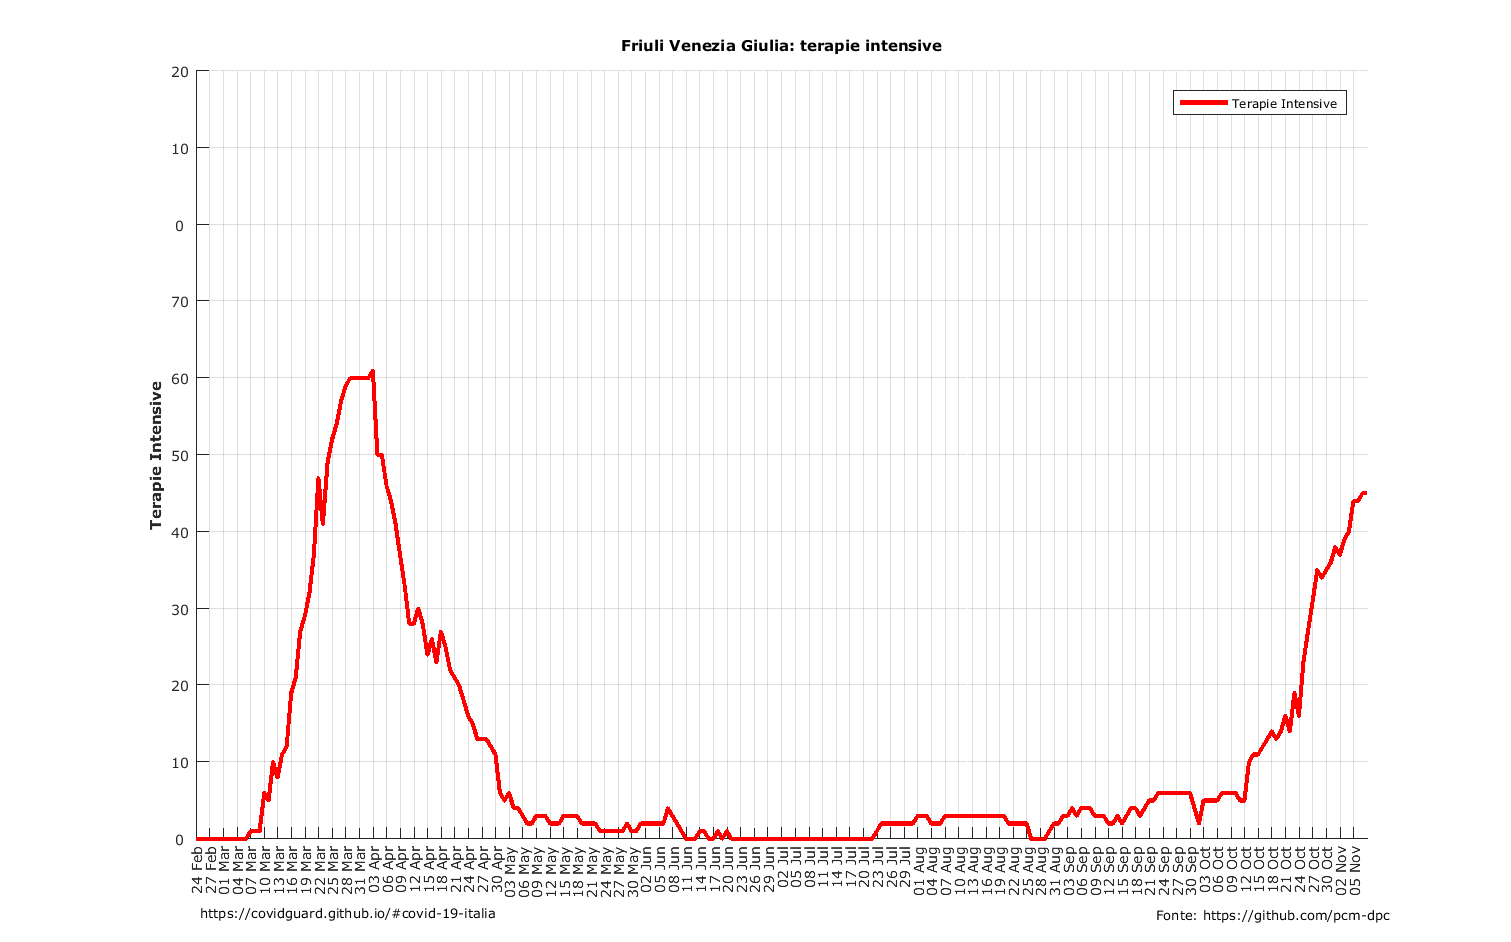 Friuli Venezia Giulia: terapie intensive
Terapie Intensive
Terapie Intensive
20
10
0
70
60
50
40
30
20
10
0
24 Feb
27 Feb
01 Mar
04 Mar
07 Mar
10 Mar
13 Mar
16 Mar
19 Mar
22 Mar
25 Mar
28 Mar
31 Mar
03 Apr
06 Apr
09 Apr
12 Apr
15 Apr
18 Apr
21 Apr
24 Apr
27 Apr
30 Apr
03 May
06 May
09 May
12 May
15 May
18 May
21 May
24 May
27 May
30 May
02 Jun
05 Jun
08 Jun
11 Jun
14 Jun
17 Jun
20 Jun
23 Jun
26 Jun
29 Jun
02 Jul
05 Jul
08 Jul
11 Jul
14 Jul
17 Jul
20 Jul
23 Jul
26 Jul
29 Jul
01 Aug
04 Aug
07 Aug
10 Aug
13 Aug
16 Aug
19 Aug
22 Aug
25 Aug
28 Aug
31 Aug
03 Sep
06 Sep
09 Sep
12 Sep
15 Sep
18 Sep
21 Sep
24 Sep
27 Sep
30 Sep
03 Oct
06 Oct
09 Oct
12 Oct
15 Oct
18 Oct
21 Oct
24 Oct
27 Oct
30 Oct
02 Nov
05 Nov
https://covidguard.github.io/#covid-19-italia
Fonte: https://github.com/pcm-dpc